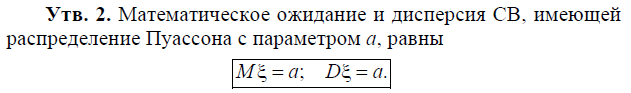 Утв. 2. Математическое ожидание и дисперсия СВ, имеющей
распределение Пуассона с параметром a, равны
Mξ = a;   Dξ = a.